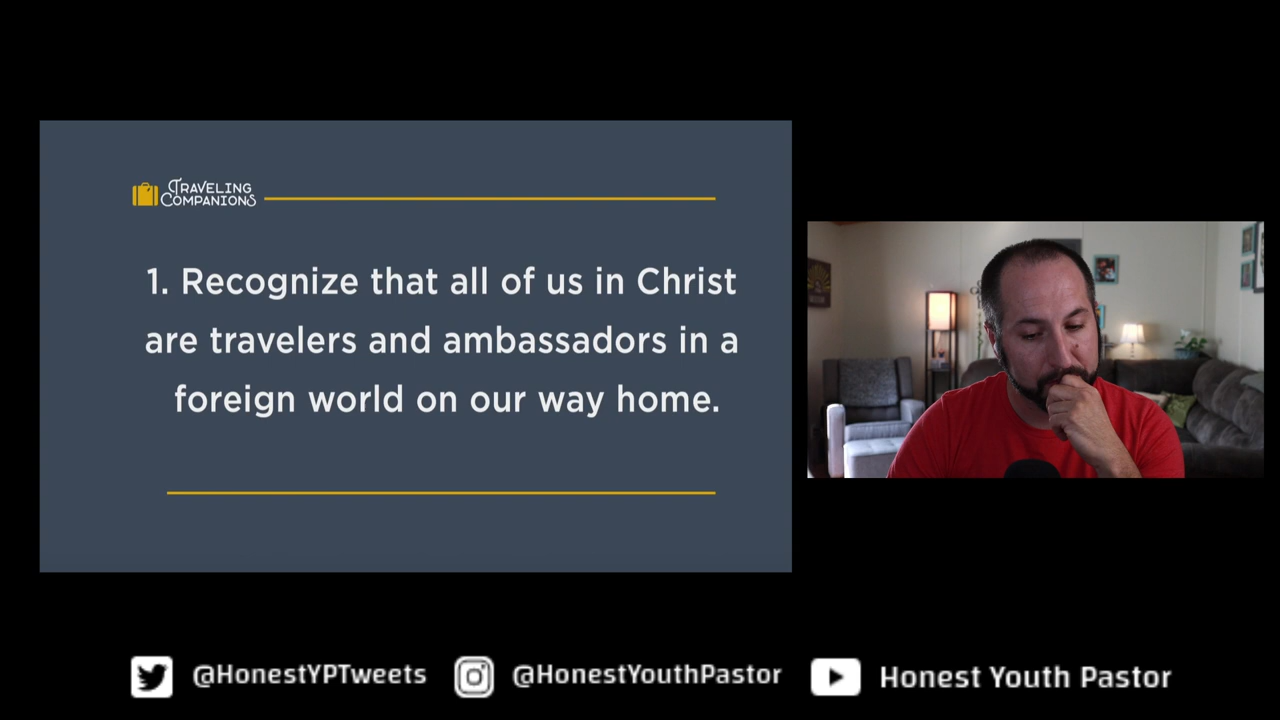 TRAVELING
COMPANIONS
1. Recognize that all of us in Christ
are travelers and ambassadors in a
foreign world on our way home.
@HonestYPTweets @HonestYouthPastor Honest Youth Pastor